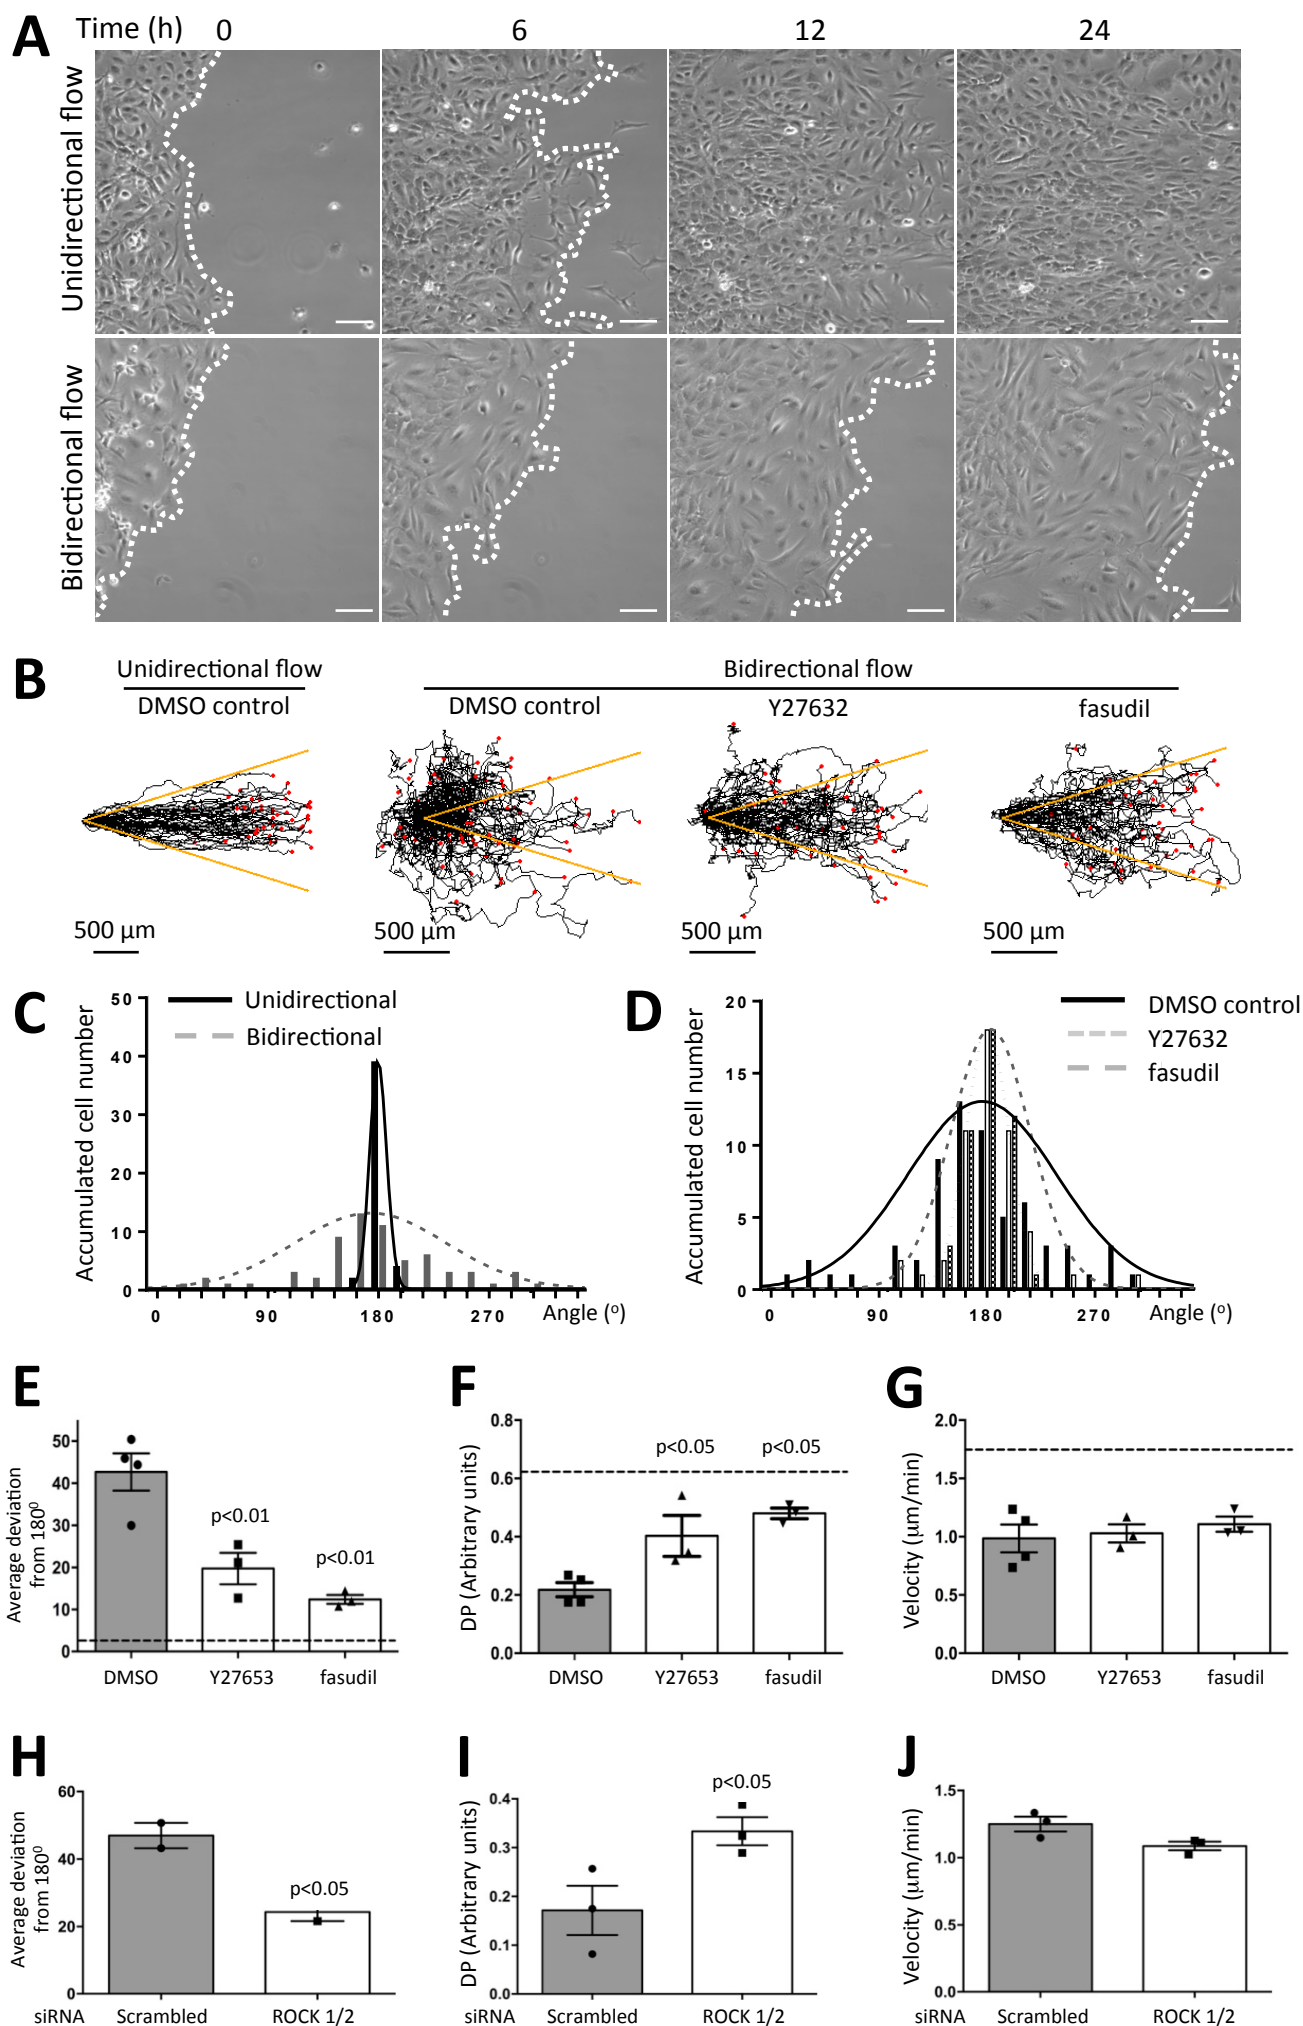 A
Time (h) 0 6 12 24
Unidirectional flow
Bidirectional flow
B
Unidirectional flow
Bidirectional flow
DMSO control
DMSO control
Y27632
fasudil
500 µm
500 µm
500 µm
500 µm
C
Accumulated cell number
50
40
30
20
10
0
Unidirectional
Bidirectional
0 90 180 270 Angle (º)
D
Accumulated cell number
20
15
10
5
0
DMSO control
Y27632
fasudil
0 90 180 270 Angle (º)
E
Average deviation
from 180⁰
50
40
30
20
10
0
p<0.01
p<0.01
DMSO Y27653 fasudil
F
DP (Arbitrary units)
0.8
0.6
0.4
0.2
0.0
p<0.05
p<0.05
DMSO Y27653 fasudil
G
Velocity (µm/min)
2.0
1.5
1.0
0.5
0.0
DMSO Y27653 fasudil
H
Average deviation
from 180⁰
60
40
20
0
p<0.05
siRNA Scrambled ROCK 1/2
I
DP (Arbitrary units)
0.4
0.3
0.2
0.1
0.0
p<0.05
siRNA Scrambled ROCK 1/2
J
Velocity (µm/min)
1.5
1.0
0.5
0.0
siRNA Scrambled ROCK 1/2